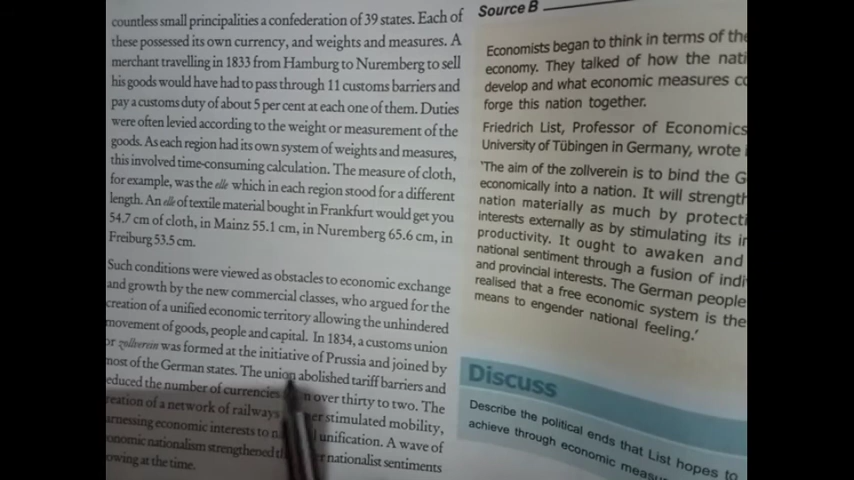 countless small principalities a confederation of 39 states. Each of
these possessed its own currency, and weights and measures. A
merchant travelling in 1833 from Hamburg to Nuremberg to sell
his goods would have had to pass through 11 customs barriers and
pay a customs duty of about 5 per cent at each one of them. Duties
were often levied according to the weight or measurement of the
goods. As each region had its own system of weights and measures,
this involved time-consuming calculation. The measure of cloth,
for example, was the elle which in each region stood for a different
length. An elle of textile material bought in Frankfurt would get you
54.7 cm of cloth, in Mainz 55.1 cm, in Nuremberg 65.6 cm, in
Freiburg 53.5 cm.
Such conditions were viewed as obstacles to economic exchange
and growth by the new commercial classes, who argued for the
creation of a unified economic territory allowing the unhindered
movement of goods, people and capital. In 1834, a customs union
or zollverein was formed at the initiative of Prussia and joined by
most of the German states. The union abolished tariff barriers and
educed the number of currencies over thirty to two. The
reation of a network of railways stimulated mobility,
arnessing economic interests to unification. A wave of
onomic nationalism strengthened nationalist sentiments
owing at the time.
Source B
Economists began to think in terms of the
economy. They talked of how the nati
develop and what economic measures co
forge this nation together.
Friedrich List, Professor of Economics
University of Tübingen in Germany, wrote
'The aim of the zollverein is to bind the G
economically into a nation. It will strength
nation materially as much by protecti
interests externally as by stimulating its in
productivity. It ought to awaken and
national sentiment through a fusion of indi
and provincial interests. The German people
realised that a free economic system is the
means to engender national feeling.'
Discuss
Describe the political ends that List hopes to
achieve through economic measu